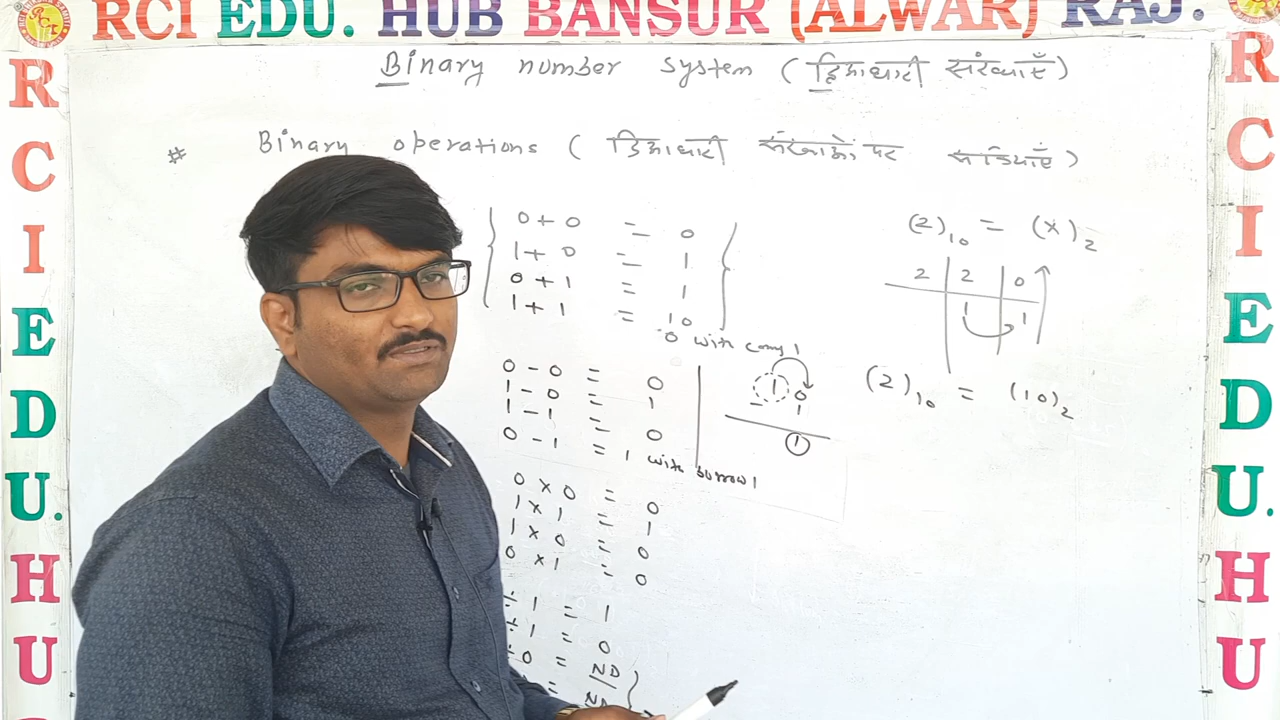 RCI EDU. HUB BANSUR (ALWAR) RAJ.
R
C
I
E
D
U.
H
U
Binary number system (द्विआधारी संख्याएँ)
# Binary operations (द्विआधारी संख्याओं पर संक्रियाएँ)
0 + 0 = 0
1 + 0 = 1
0 + 1 = 1
1 + 1 = 10
0 with carry 1
0 - 0 = 0
1 - 0 = 1
1 - 1 = 0
0 - 1 = 1 with borrow 1
1 0
- 1
1
0 × 0 = 0
1 × 1 = 1
1 × 0 = 0
0 × 1 = 0
÷ 1 = 1
÷ 1 = 0
÷ 0 = ND
= ND
(2)₁₀ = (x)₂
2 2 0
1 1
(2)₁₀ = (10)₂
R
C
I
E
D
U.
H
U